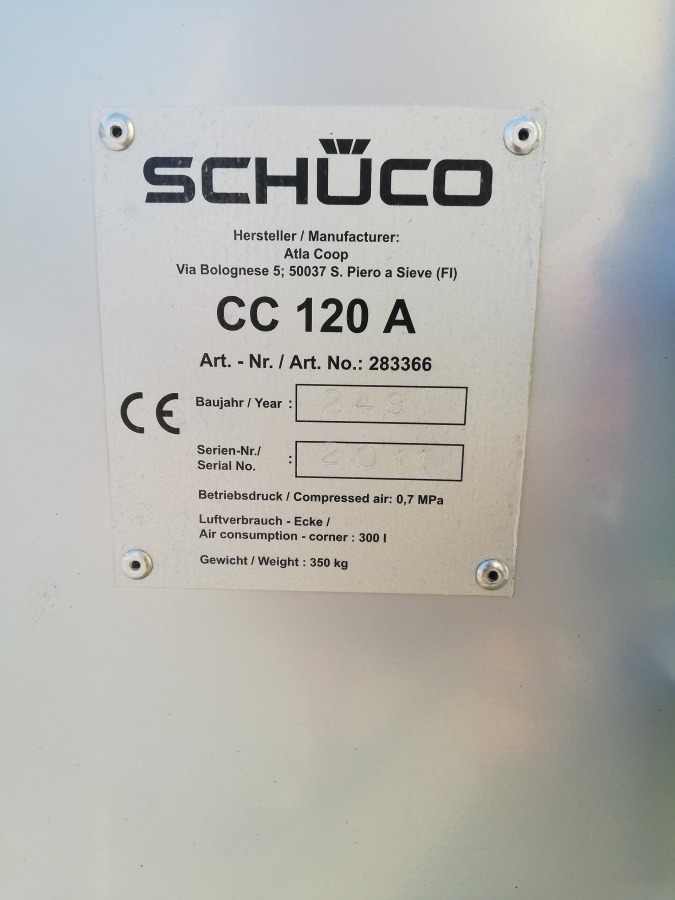 SCHÜCO
Hersteller / Manufacturer:
Atla Coop
Via Bolognese 5; 50037 S. Piero a Sieve (FI)
CC 120 A
Art. - Nr. / Art. No.: 283366
CE
Baujahr / Year : 249
Serien-Nr./
Serial No. : 2011
Betriebsdruck / Compressed air: 0,7 MPa
Luftverbrauch - Ecke /
Air consumption - corner : 300 l
Gewicht / Weight : 350 kg